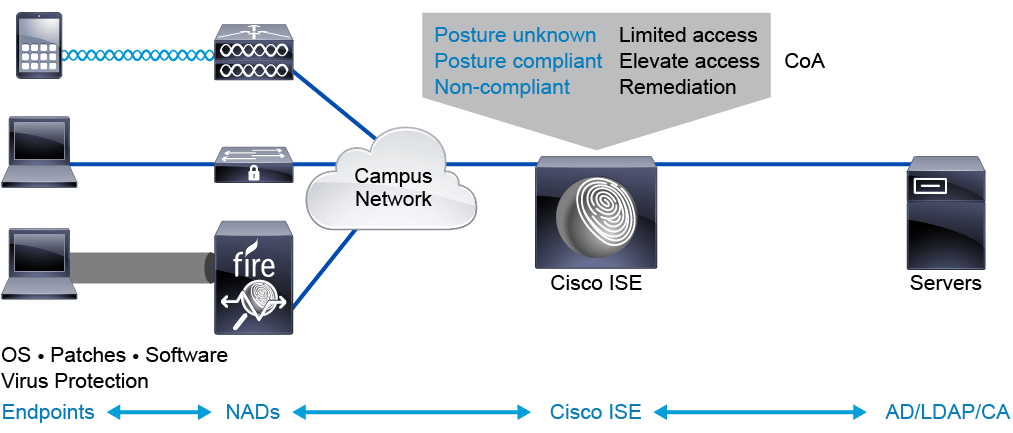 Posture unknown Limited access
Posture compliant Elevate access CoA
Non-compliant Remediation
Campus
Network
fire
Cisco ISE
Servers
OS • Patches • Software
Virus Protection
Endpoints NADs Cisco ISE AD/LDAP/CA